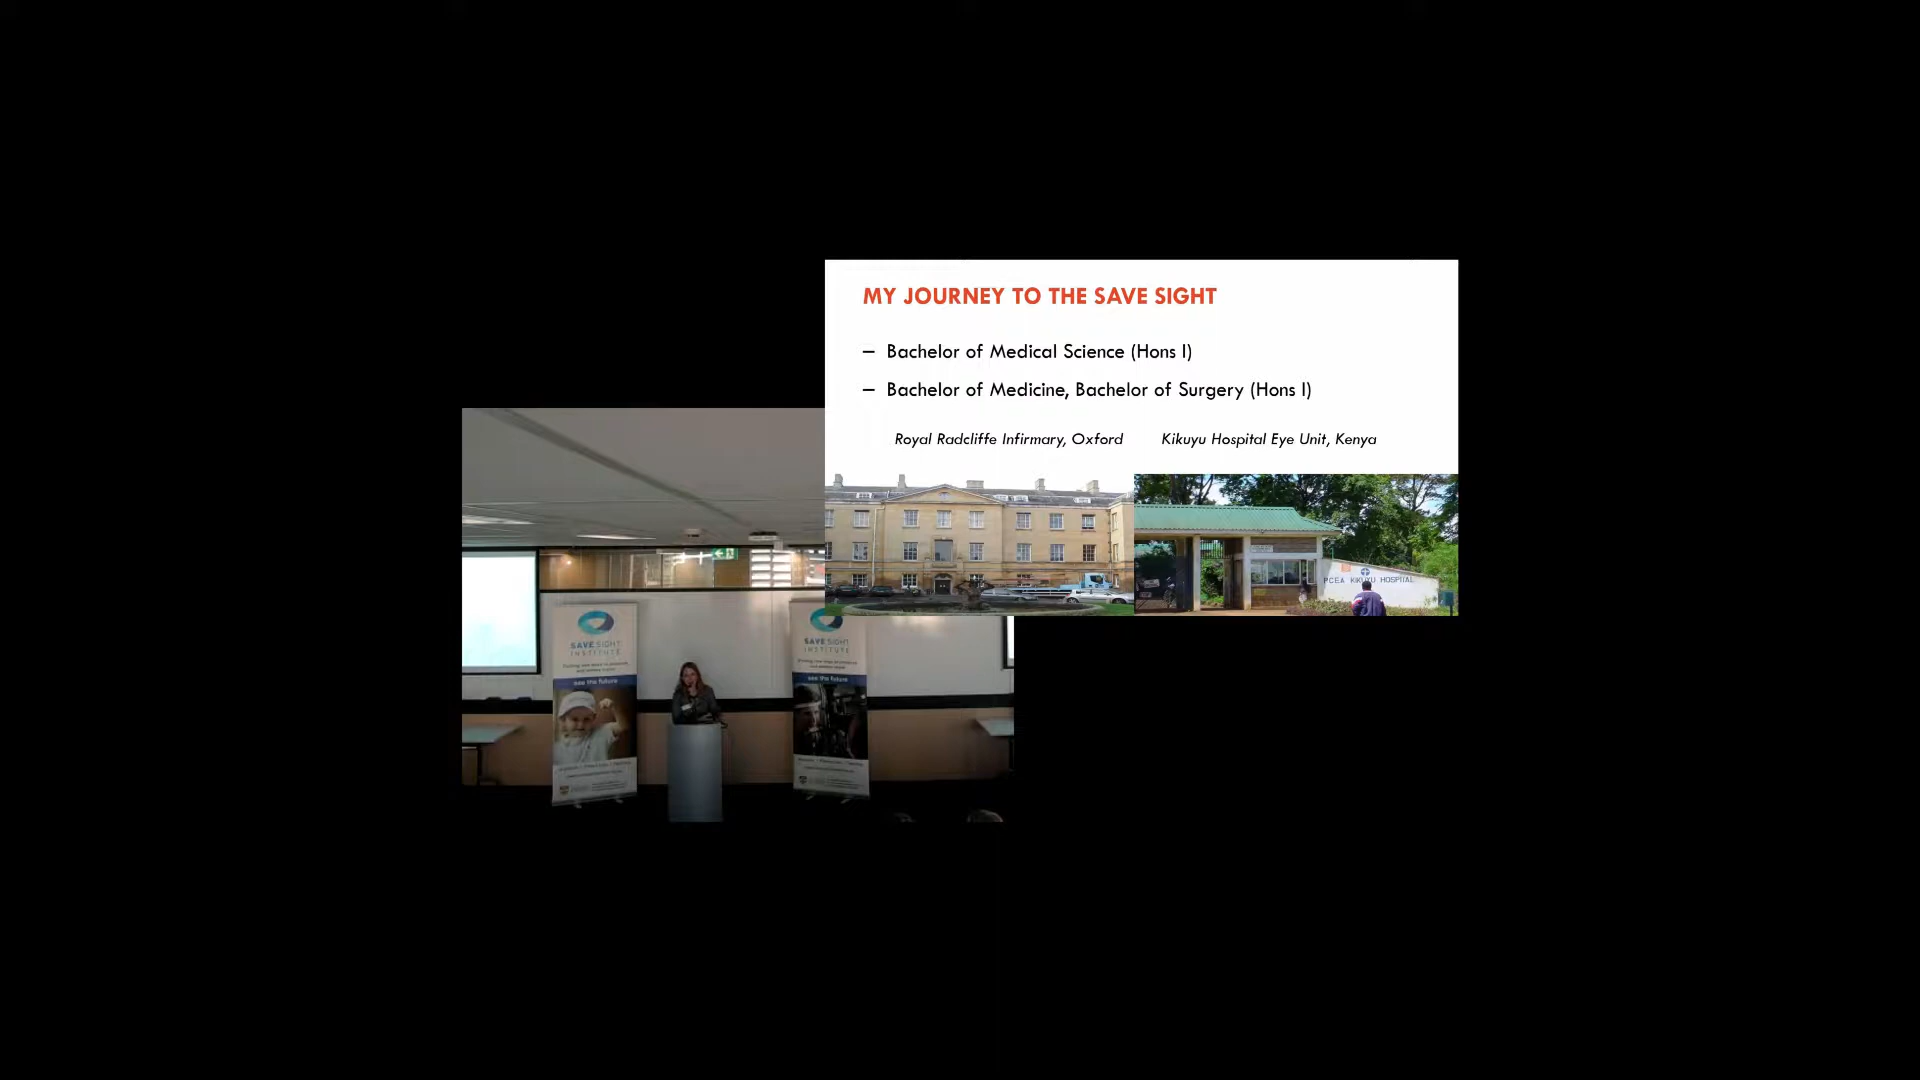 MY JOURNEY TO THE SAVE SIGHT
– Bachelor of Medical Science (Hons I)
– Bachelor of Medicine, Bachelor of Surgery (Hons I)
Royal Radcliffe Infirmary, Oxford
Kikuyu Hospital Eye Unit, Kenya
PCEA KIKUYU HOSPITAL
SAVE SIGHT
INSTITUTE
see the future
SAVE SIGHT
INSTITUTE
see the future